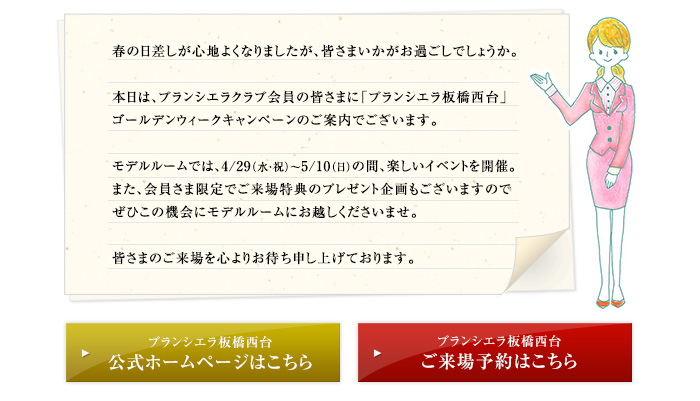 春の日差しが心地よくなりましたが、皆さまいかがお過ごしでしょうか。
本日は、ブランシエラクラブ会員の皆さまに「ブランシエラ板橋西台」
ゴールデンウィークキャンペーンのご案内でございます。
モデルルームでは、4/29(水・祝)～5/10(日)の間、楽しいイベントを開催。
また、会員さま限定でご来場特典のプレゼント企画もございますので
ぜひこの機会にモデルルームにお越しくださいませ。
皆さまのご来場を心よりお待ち申し上げております。
ブランシエラ板橋西台
公式ホームページはこちら
ブランシエラ板橋西台
ご来場予約はこちら